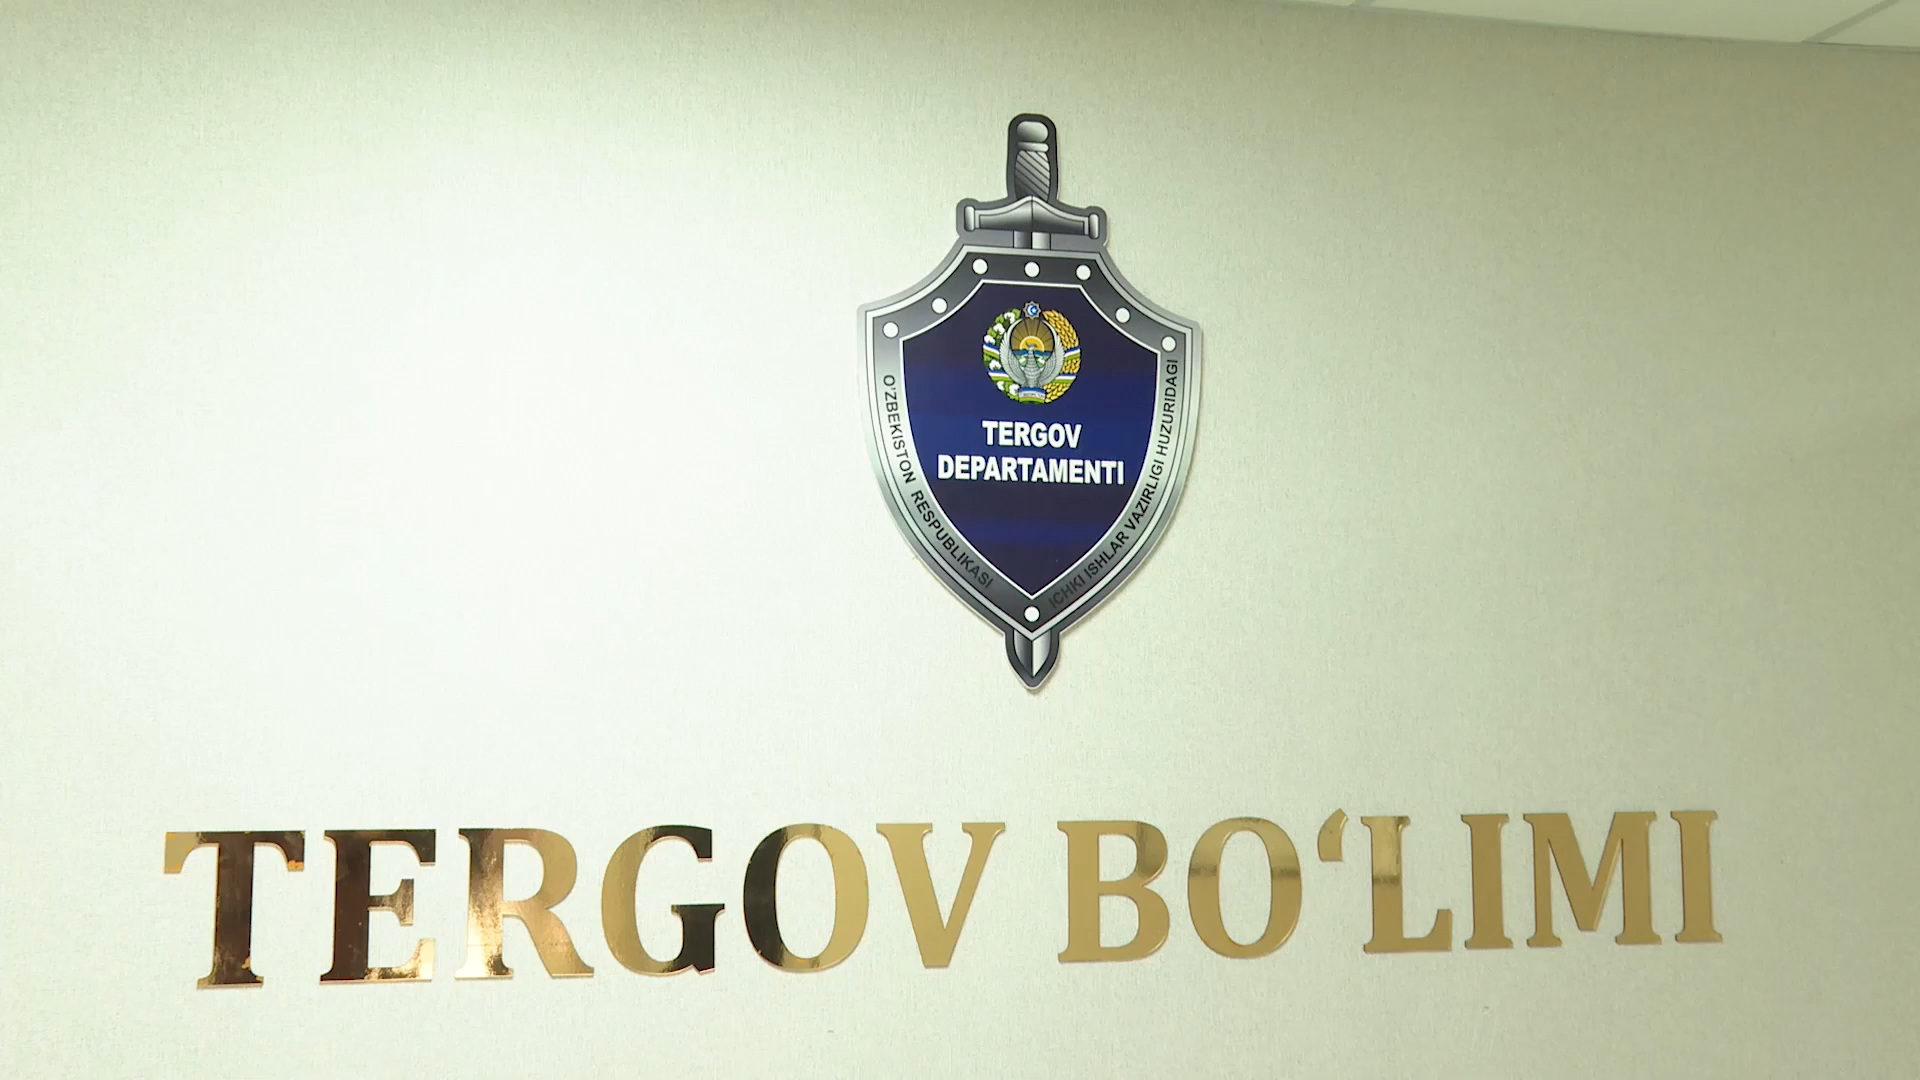 TERGOV
DEPARTAMENTI
O'ZBEKISTON RESPUBLIKASI
ICHKI ISHLAR VAZIRLIGI HUZURIDAGI
TERGOV BO‘LIMI